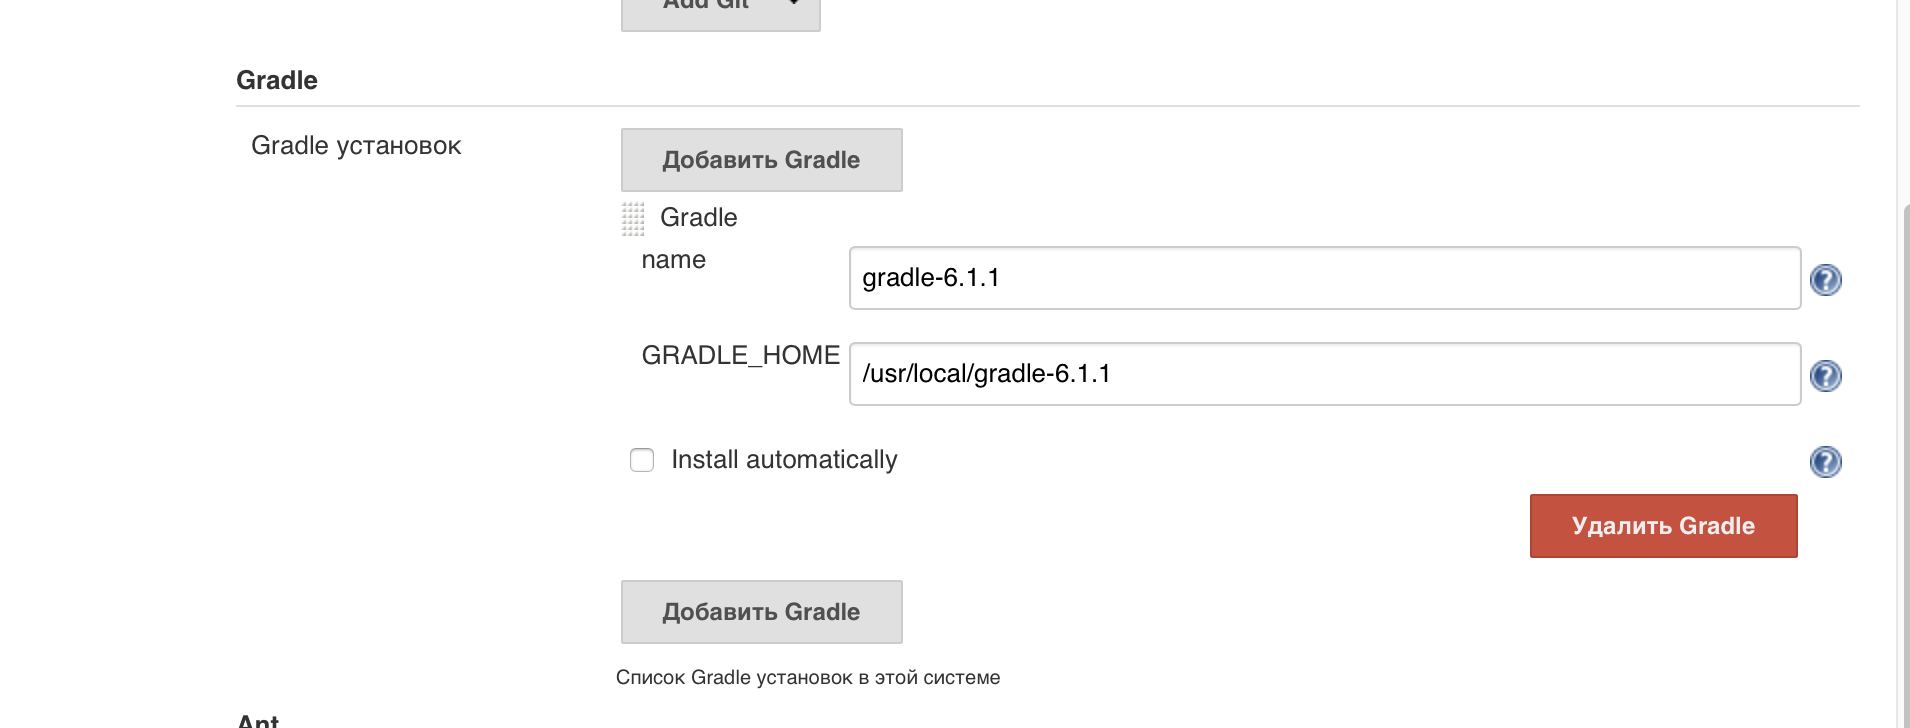 Add Git
Gradle
Gradle установок
Добавить Gradle
Gradle
name
gradle-6.1.1
GRADLE_HOME
/usr/local/gradle-6.1.1
Install automatically
Удалить Gradle
Добавить Gradle
Список Gradle установок в этой системе
Ant